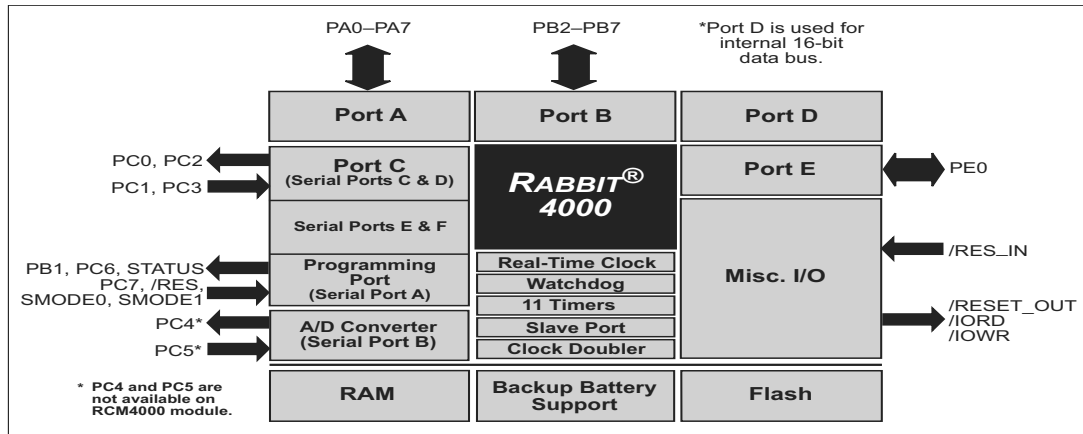 PA0–PA7
PB2–PB7
*Port D is used for
internal 16-bit
data bus.
Port A
Port B
Port D
PC0, PC2
PC1, PC3
Port C
(Serial Ports C & D)
RABBIT®
4000
Port E
PE0
Serial Ports E & F
PB1, PC6, STATUS
PC7, /RES,
SMODE0, SMODE1
Programming
Port
(Serial Port A)
Real-Time Clock
Watchdog
11 Timers
Slave Port
Clock Doubler
Misc. I/O
/RES_IN
/RESET_OUT
/IORD
/IOWR
PC4*
PC5*
A/D Converter
(Serial Port B)
* PC4 and PC5 are
not available on
RCM4000 module.
RAM
Backup Battery
Support
Flash